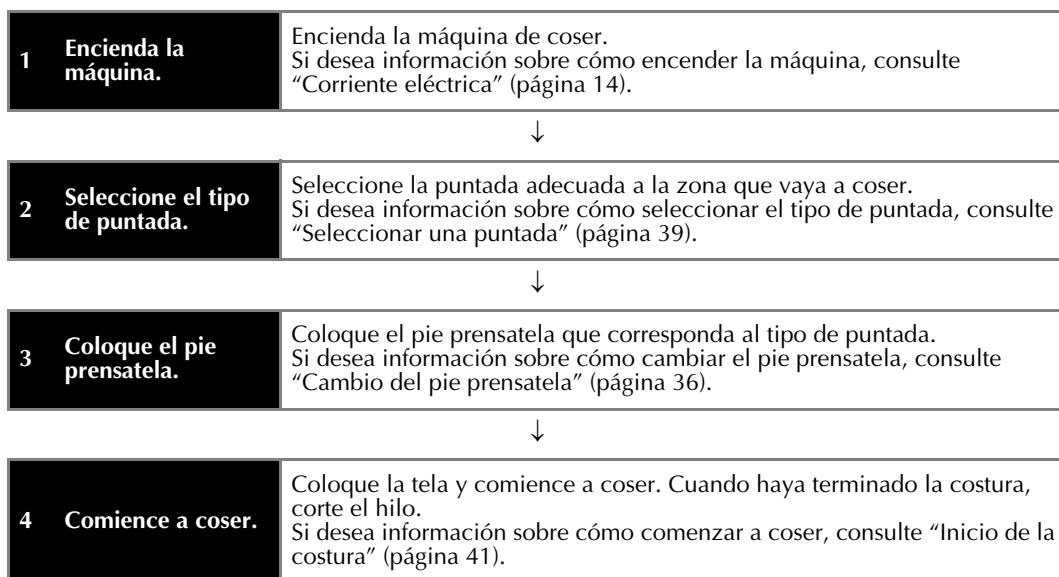 1 Encienda la
máquina.
Encienda la máquina de coser.
Si desea información sobre cómo encender la máquina, consulte
“Corriente eléctrica” (página 14).
↓
2 Seleccione el tipo
de puntada.
Seleccione la puntada adecuada a la zona que vaya a coser.
Si desea información sobre cómo seleccionar el tipo de puntada, consulte
“Seleccionar una puntada” (página 39).
↓
3 Coloque el pie
prensatela.
Coloque el pie prensatela que corresponda al tipo de puntada.
Si desea información sobre cómo cambiar el pie prensatela, consulte
“Cambio del pie prensatela” (página 36).
↓
4 Comience a coser.
Coloque la tela y comience a coser. Cuando haya terminado la costura,
corte el hilo.
Si desea información sobre cómo comenzar a coser, consulte “Inicio de la
costura” (página 41).